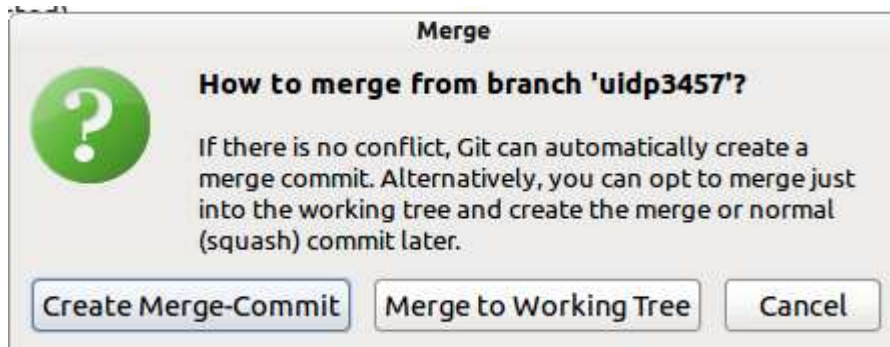 Merge
How to merge from branch 'uidp3457'?
If there is no conflict, Git can automatically create a
merge commit. Alternatively, you can opt to merge just
into the working tree and create the merge or normal
(squash) commit later.
Create Merge-Commit
Merge to Working Tree
Cancel